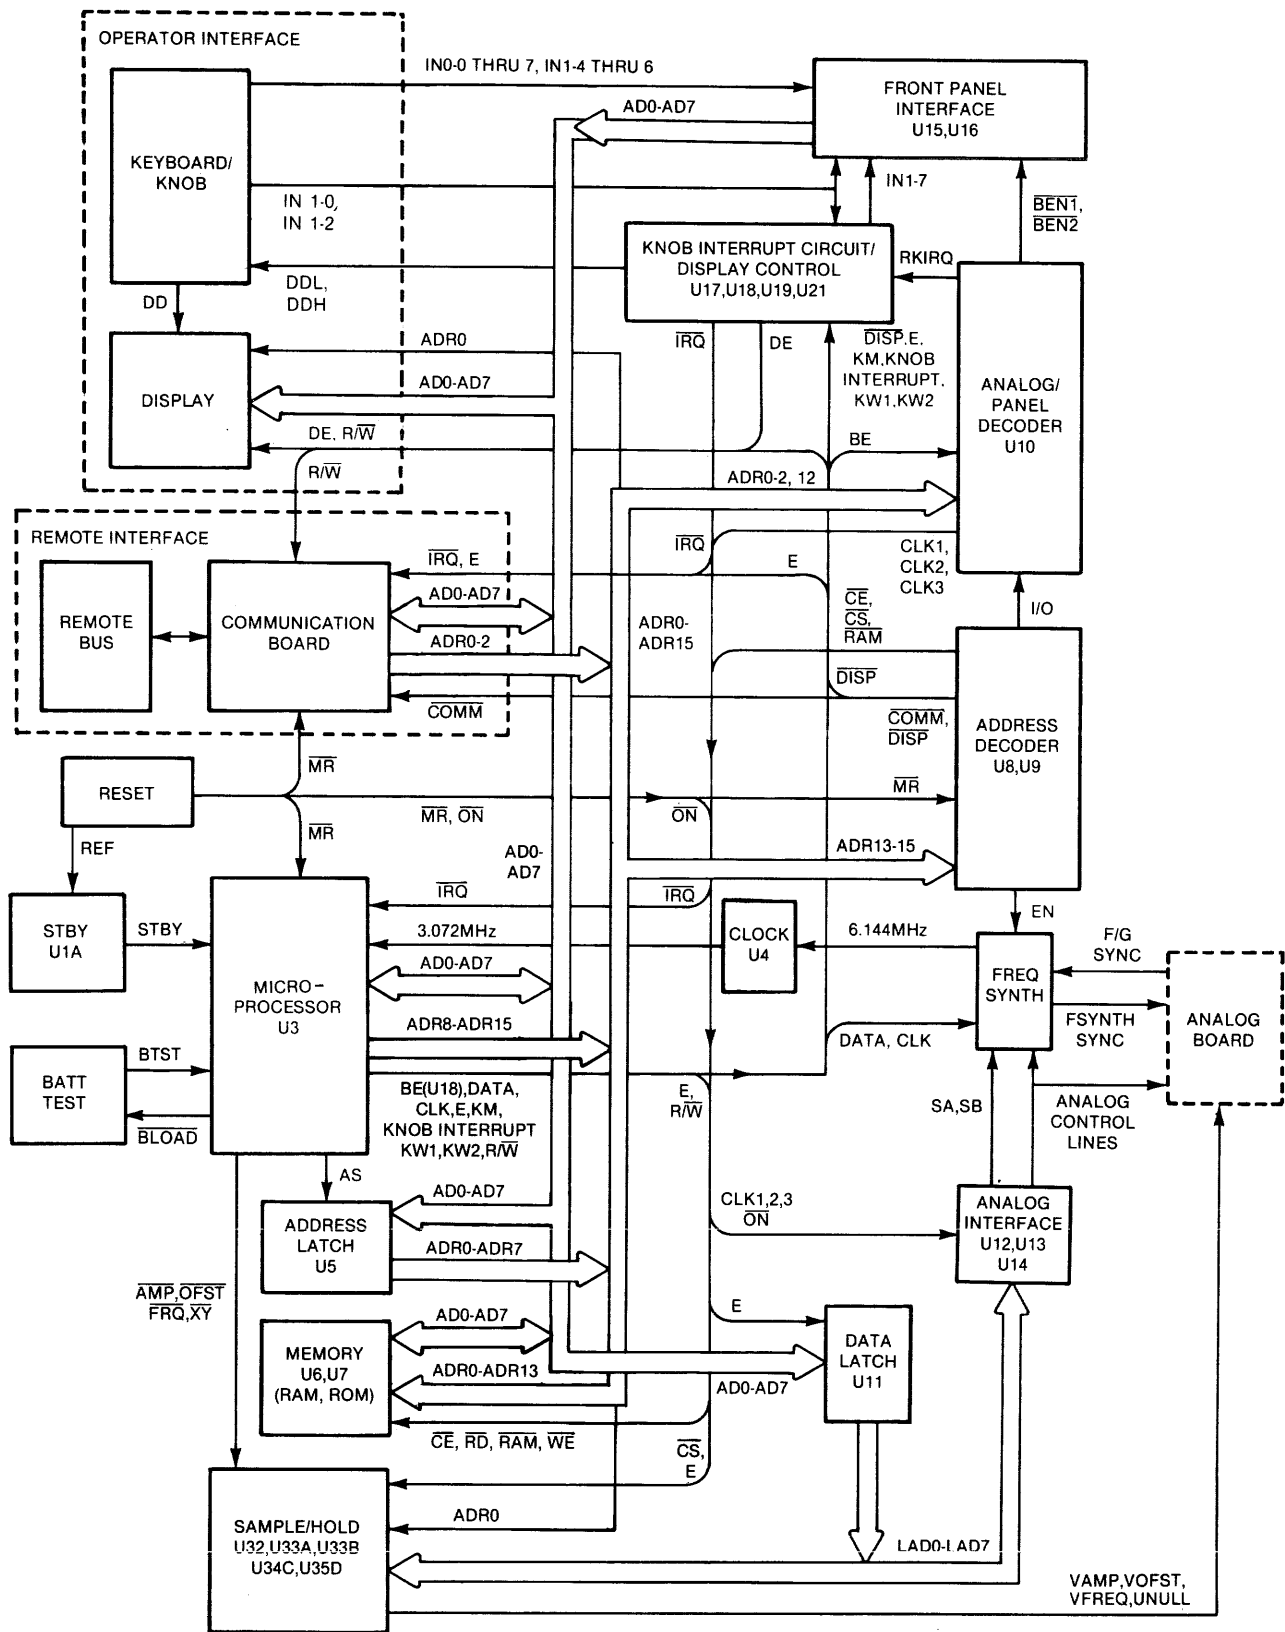 OPERATOR INTERFACE
KEYBOARD/
KNOB
IN0-0 THRU 7, IN1-4 THRU 6
FRONT PANEL
INTERFACE
U15,U16
AD0-AD7
IN 1-0,
IN 1-2
IN1-7
BEN1,
BEN2
KNOB INTERRUPT CIRCUIT/
DISPLAY CONTROL
U17,U18,U19,U21
RKIRQ
DDL,
DDH
DD
DISPLAY
ADR0
AD0-AD7
DE, R/W
R/W
IRQ
DE
DISP.E,
KM,KNOB
INTERRUPT.
KW1,KW2
ANALOG/
PANEL
DECODER
U10
BE
ADR0-2, 12
REMOTE INTERFACE
REMOTE
BUS
COMMUNICATION
BOARD
IRQ, E
AD0-AD7
ADR0-2
COMM
IRQ
E
CLK1,
CLK2,
CLK3
I/O
ADR0-
ADR15
CE,
CS,
RAM
DISP
COMM,
DISP
ADDRESS
DECODER
U8,U9
RESET
MR
MR
MR, ON
ON
MR
REF
AD0-
AD7
ADR13-15
STBY
U1A
STBY
MICRO-
PROCESSOR
U3
IRQ
IRQ
3.072MHz
CLOCK
U4
6.144MHz
EN
FREQ
SYNTH
F/G
SYNC
FSYNTH
SYNC
ANALOG
BOARD
AD0-AD7
ADR8-ADR15
DATA, CLK
BATT
TEST
BTST
BLOAD
BE(U18),DATA,
CLK,E,KM,
KNOB INTERRUPT
KW1,KW2,R/W
E,
R/W
SA,SB
ANALOG
CONTROL
LINES
AS
ADDRESS
LATCH
U5
AD0-AD7
ADR0-ADR7
CLK1,2,3
ON
ANALOG
INTERFACE
U12,U13
U14
AMP,OFST
FRQ,XY
MEMORY
U6,U7
(RAM, ROM)
AD0-AD7
ADR0-ADR13
CE, RD, RAM, WE
E
DATA
LATCH
U11
AD0-AD7
CS,
E
SAMPLE/HOLD
U32,U33A,U33B
U34C,U35D
ADR0
LAD0-LAD7
VAMP,VOFST,
VFREQ,UNULL